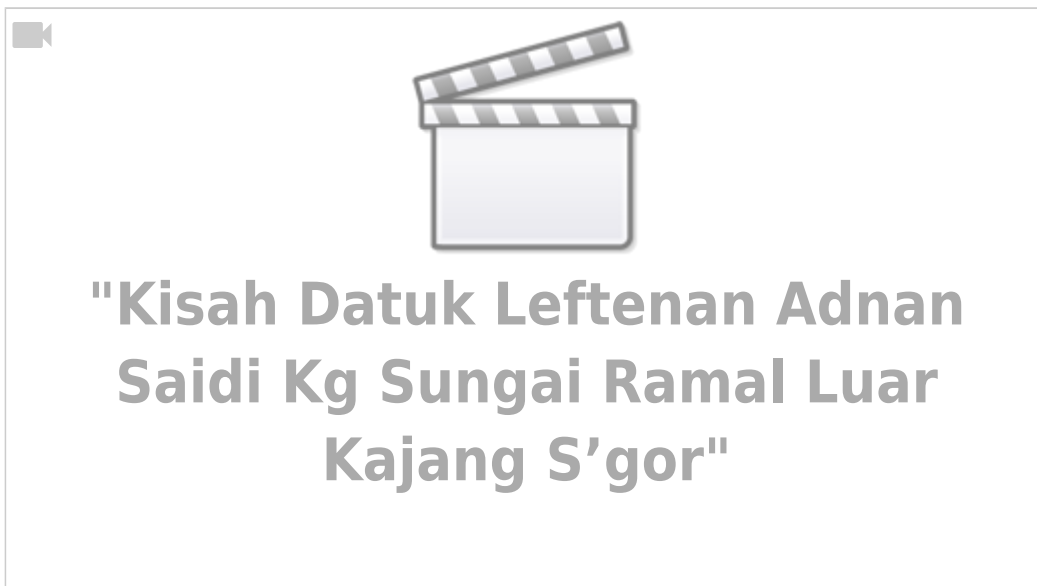 "Kisah Datuk Leftenan Adnan
Saidi Kg Sungai Ramal Luar
Kajang S’gor"